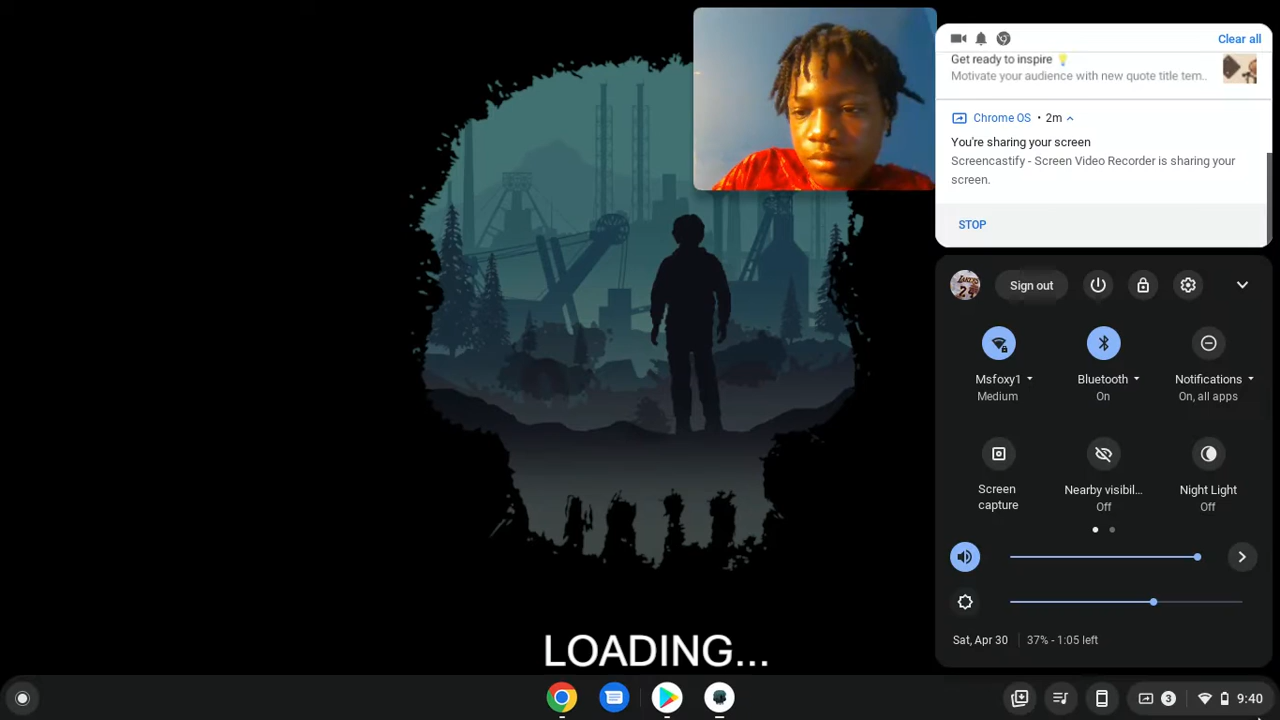 Clear all
Get ready to inspire 💡
Motivate your audience with new quote title tem..
Chrome OS • 2m
You're sharing your screen
Screencastify - Screen Video Recorder is sharing your
screen.
STOP
Sign out
Msfoxy1
Medium
Bluetooth
On
Notifications
On, all apps
Screen
capture
Nearby visibil...
Off
Night Light
Off
Sat, Apr 30
37% - 1:05 left
LOADING...
3
9:40